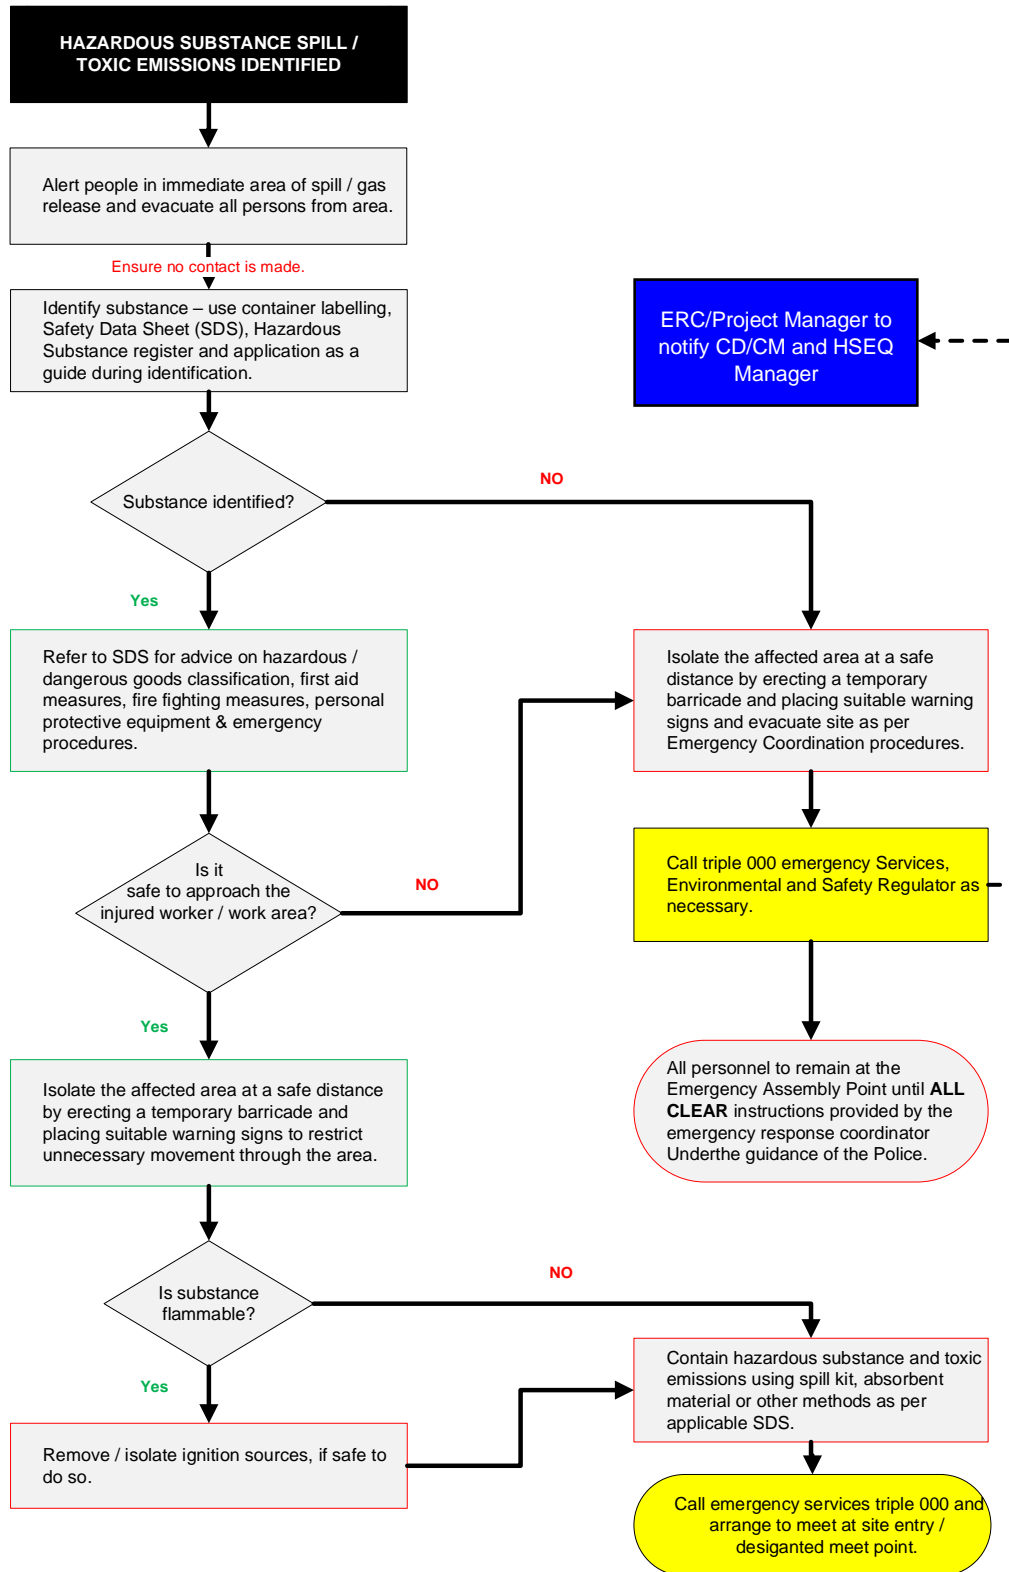 HAZARDOUS SUBSTANCE SPILL /
TOXIC EMISSIONS IDENTIFIED
Alert people in immediate area of spill / gas
release and evacuate all persons from area.
Ensure no contact is made.
Identify substance – use container labelling,
Safety Data Sheet (SDS), Hazardous
Substance register and application as a
guide during identification.
ERC/Project Manager to
notify CD/CM and HSEQ
Manager
Substance identified?
NO
Yes
Refer to SDS for advice on hazardous /
dangerous goods classification, first aid
measures, fire fighting measures, personal
protective equipment & emergency
procedures.
Isolate the affected area at a safe
distance by erecting a temporary
barricade and placing suitable warning
signs and evacuate site as per
Emergency Coordination procedures.
Is it
safe to approach the
injured worker / work area?
NO
Call triple 000 emergency Services,
Environmental and Safety Regulator as
necessary.
Yes
Isolate the affected area at a safe distance
by erecting a temporary barricade and
placing suitable warning signs to restrict
unnecessary movement through the area.
All personnel to remain at the
Emergency Assembly Point until ALL
CLEAR instructions provided by the
emergency response coordinator
Underthe guidance of the Police.
Is substance
flammable?
NO
Yes
Contain hazardous substance and toxic
emissions using spill kit, absorbent
material or other methods as per
applicable SDS.
Remove / isolate ignition sources, if safe to
do so.
Call emergency services triple 000 and
arrange to meet at site entry /
desiganted meet point.